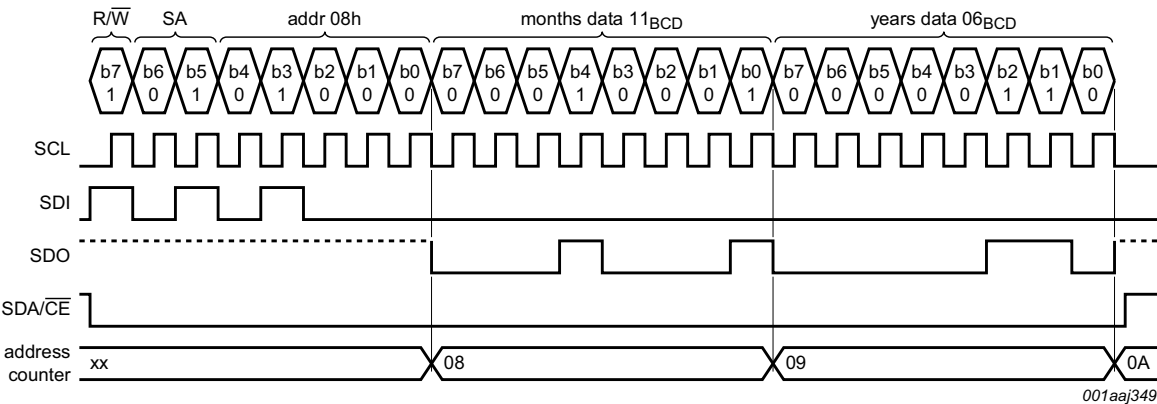 R/W SA addr 08h months data 11BCD years data 06BCD
b7 b6 b5 b4 b3 b2 b1 b0 b7 b6 b5 b4 b3 b2 b1 b0 b7 b6 b5 b4 b3 b2 b1 b0
1 0 1 0 1 0 0 0 0 0 0 1 0 0 0 1 0 0 0 0 0 1 1 0
SCL
SDI
SDO
SDA/CE
address
counter
xx 08 09 0A
001aaj349